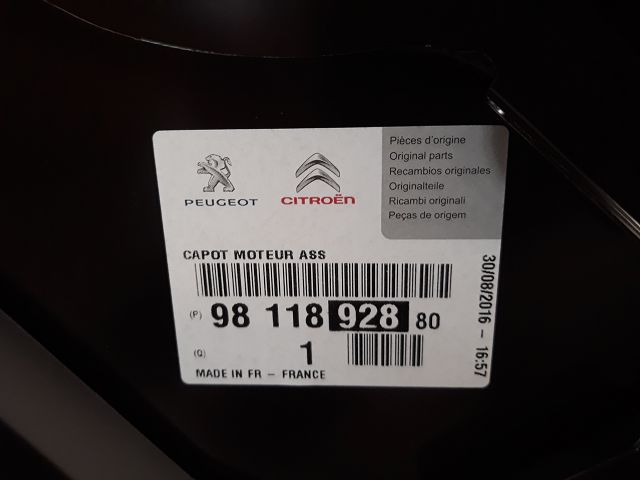 PEUGEOT
CITROËN
Pièces d'origine
Original parts
Recambios originales
Originalteile
Ricambi originali
Peças de origem
CAPOT MOTEUR ASS
(P) 98 118 928 80
(Q) 1
MADE IN FR - FRANCE
30/08/2016 - 16:57